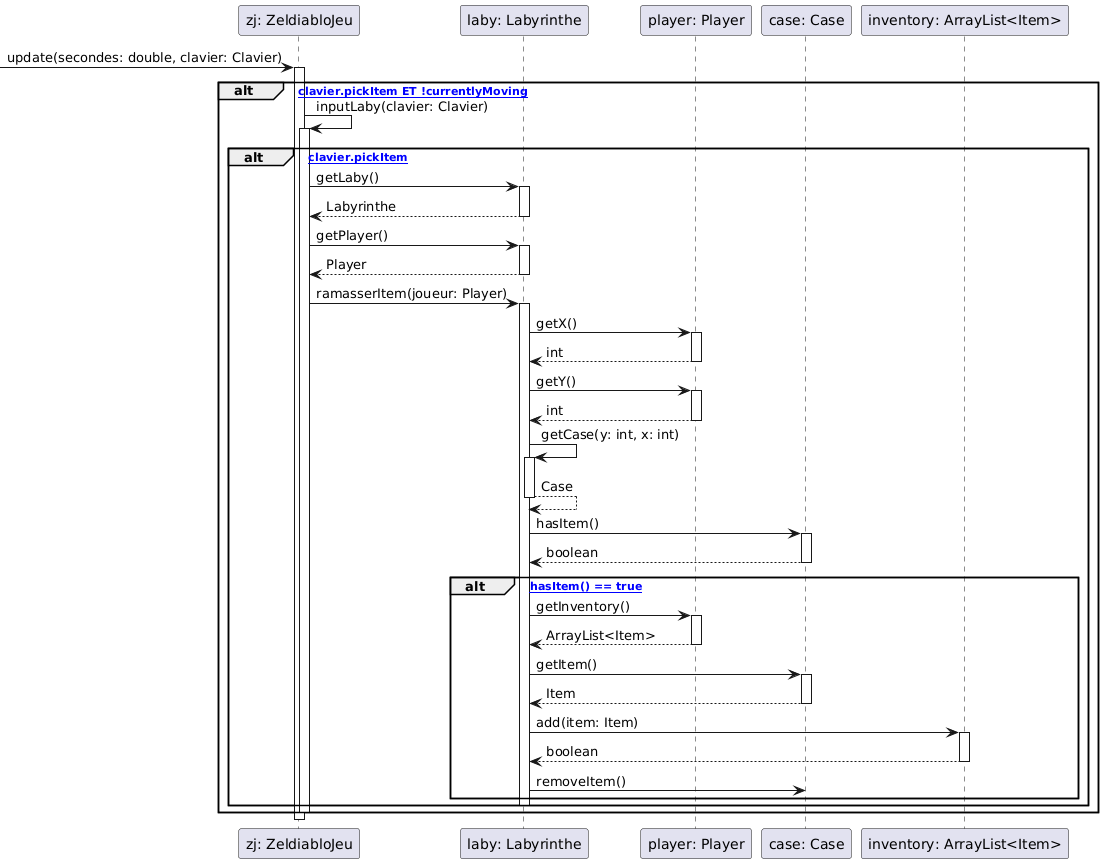 zj: ZeldiabloJeu
laby: Labyrinthe
player: Player
case: Case
inventory: ArrayList<Item>
update(secondes: double, clavier: Clavier)
alt
clavier.pickItem ET !currentlyMoving
inputLaby(clavier: Clavier)
alt
clavier.pickItem
getLaby()
Labyrinthe
getPlayer()
Player
ramasserItem(joueur: Player)
getX()
int
getY()
int
getCase(y: int, x: int)
Case
hasItem()
boolean
alt
hasItem() == true
getInventory()
ArrayList<Item>
getItem()
Item
add(item: Item)
boolean
removeItem()
zj: ZeldiabloJeu
laby: Labyrinthe
player: Player
case: Case
inventory: ArrayList<Item>